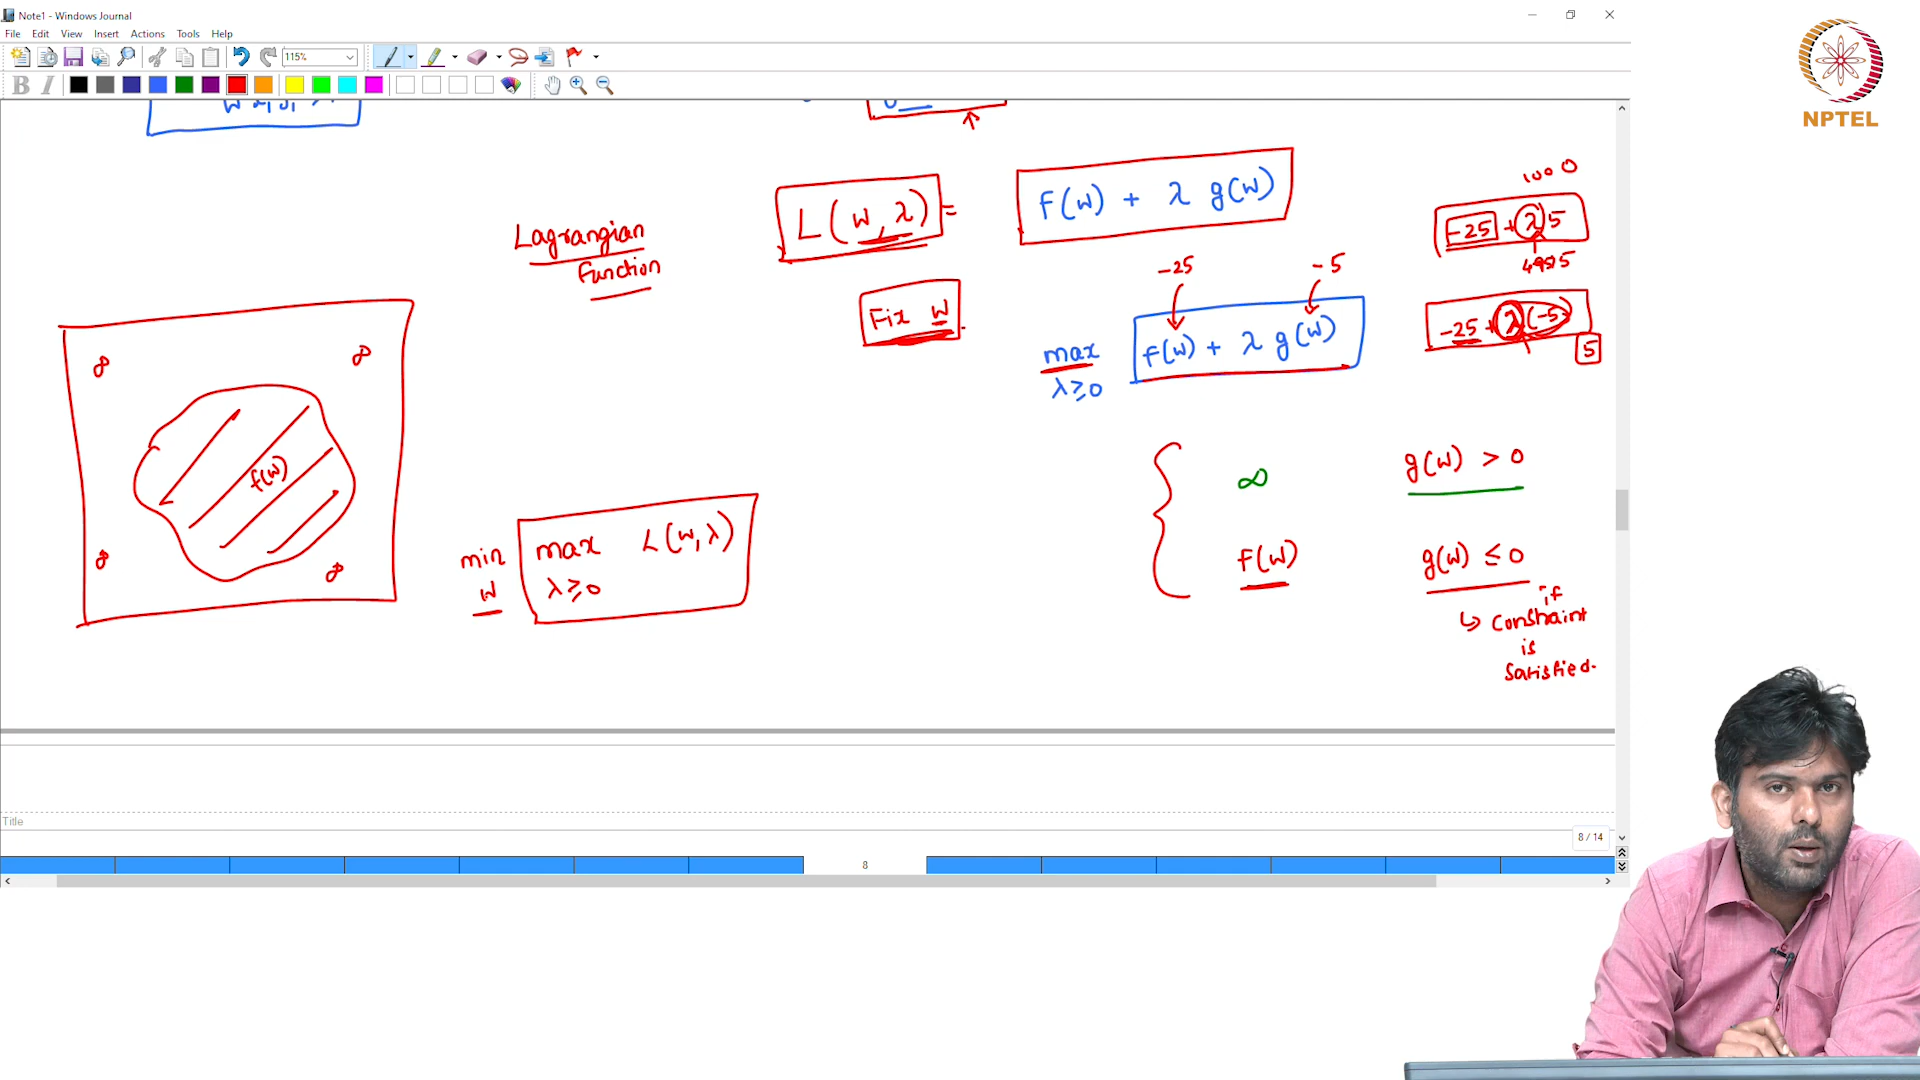 Note1 - Windows Journal
File Edit View Insert Actions Tools Help
115%
B I
NPTEL
Lagrangian
Function
L(w, λ) =
f(w) + λ g(w)
1000
-25 + λ 5
-25
-5
Fix w.
max
λ≥0
f(w) + λ g(w)
-25 + λ(-5)
5
∞
∞
f(w)
∞
∞
min
w
max L(w, λ)
λ≥0
∞ g(w) > 0
f(w) g(w) ≤ 0
if
↳ constraint
is
satisfied.
Title
8 / 14
8